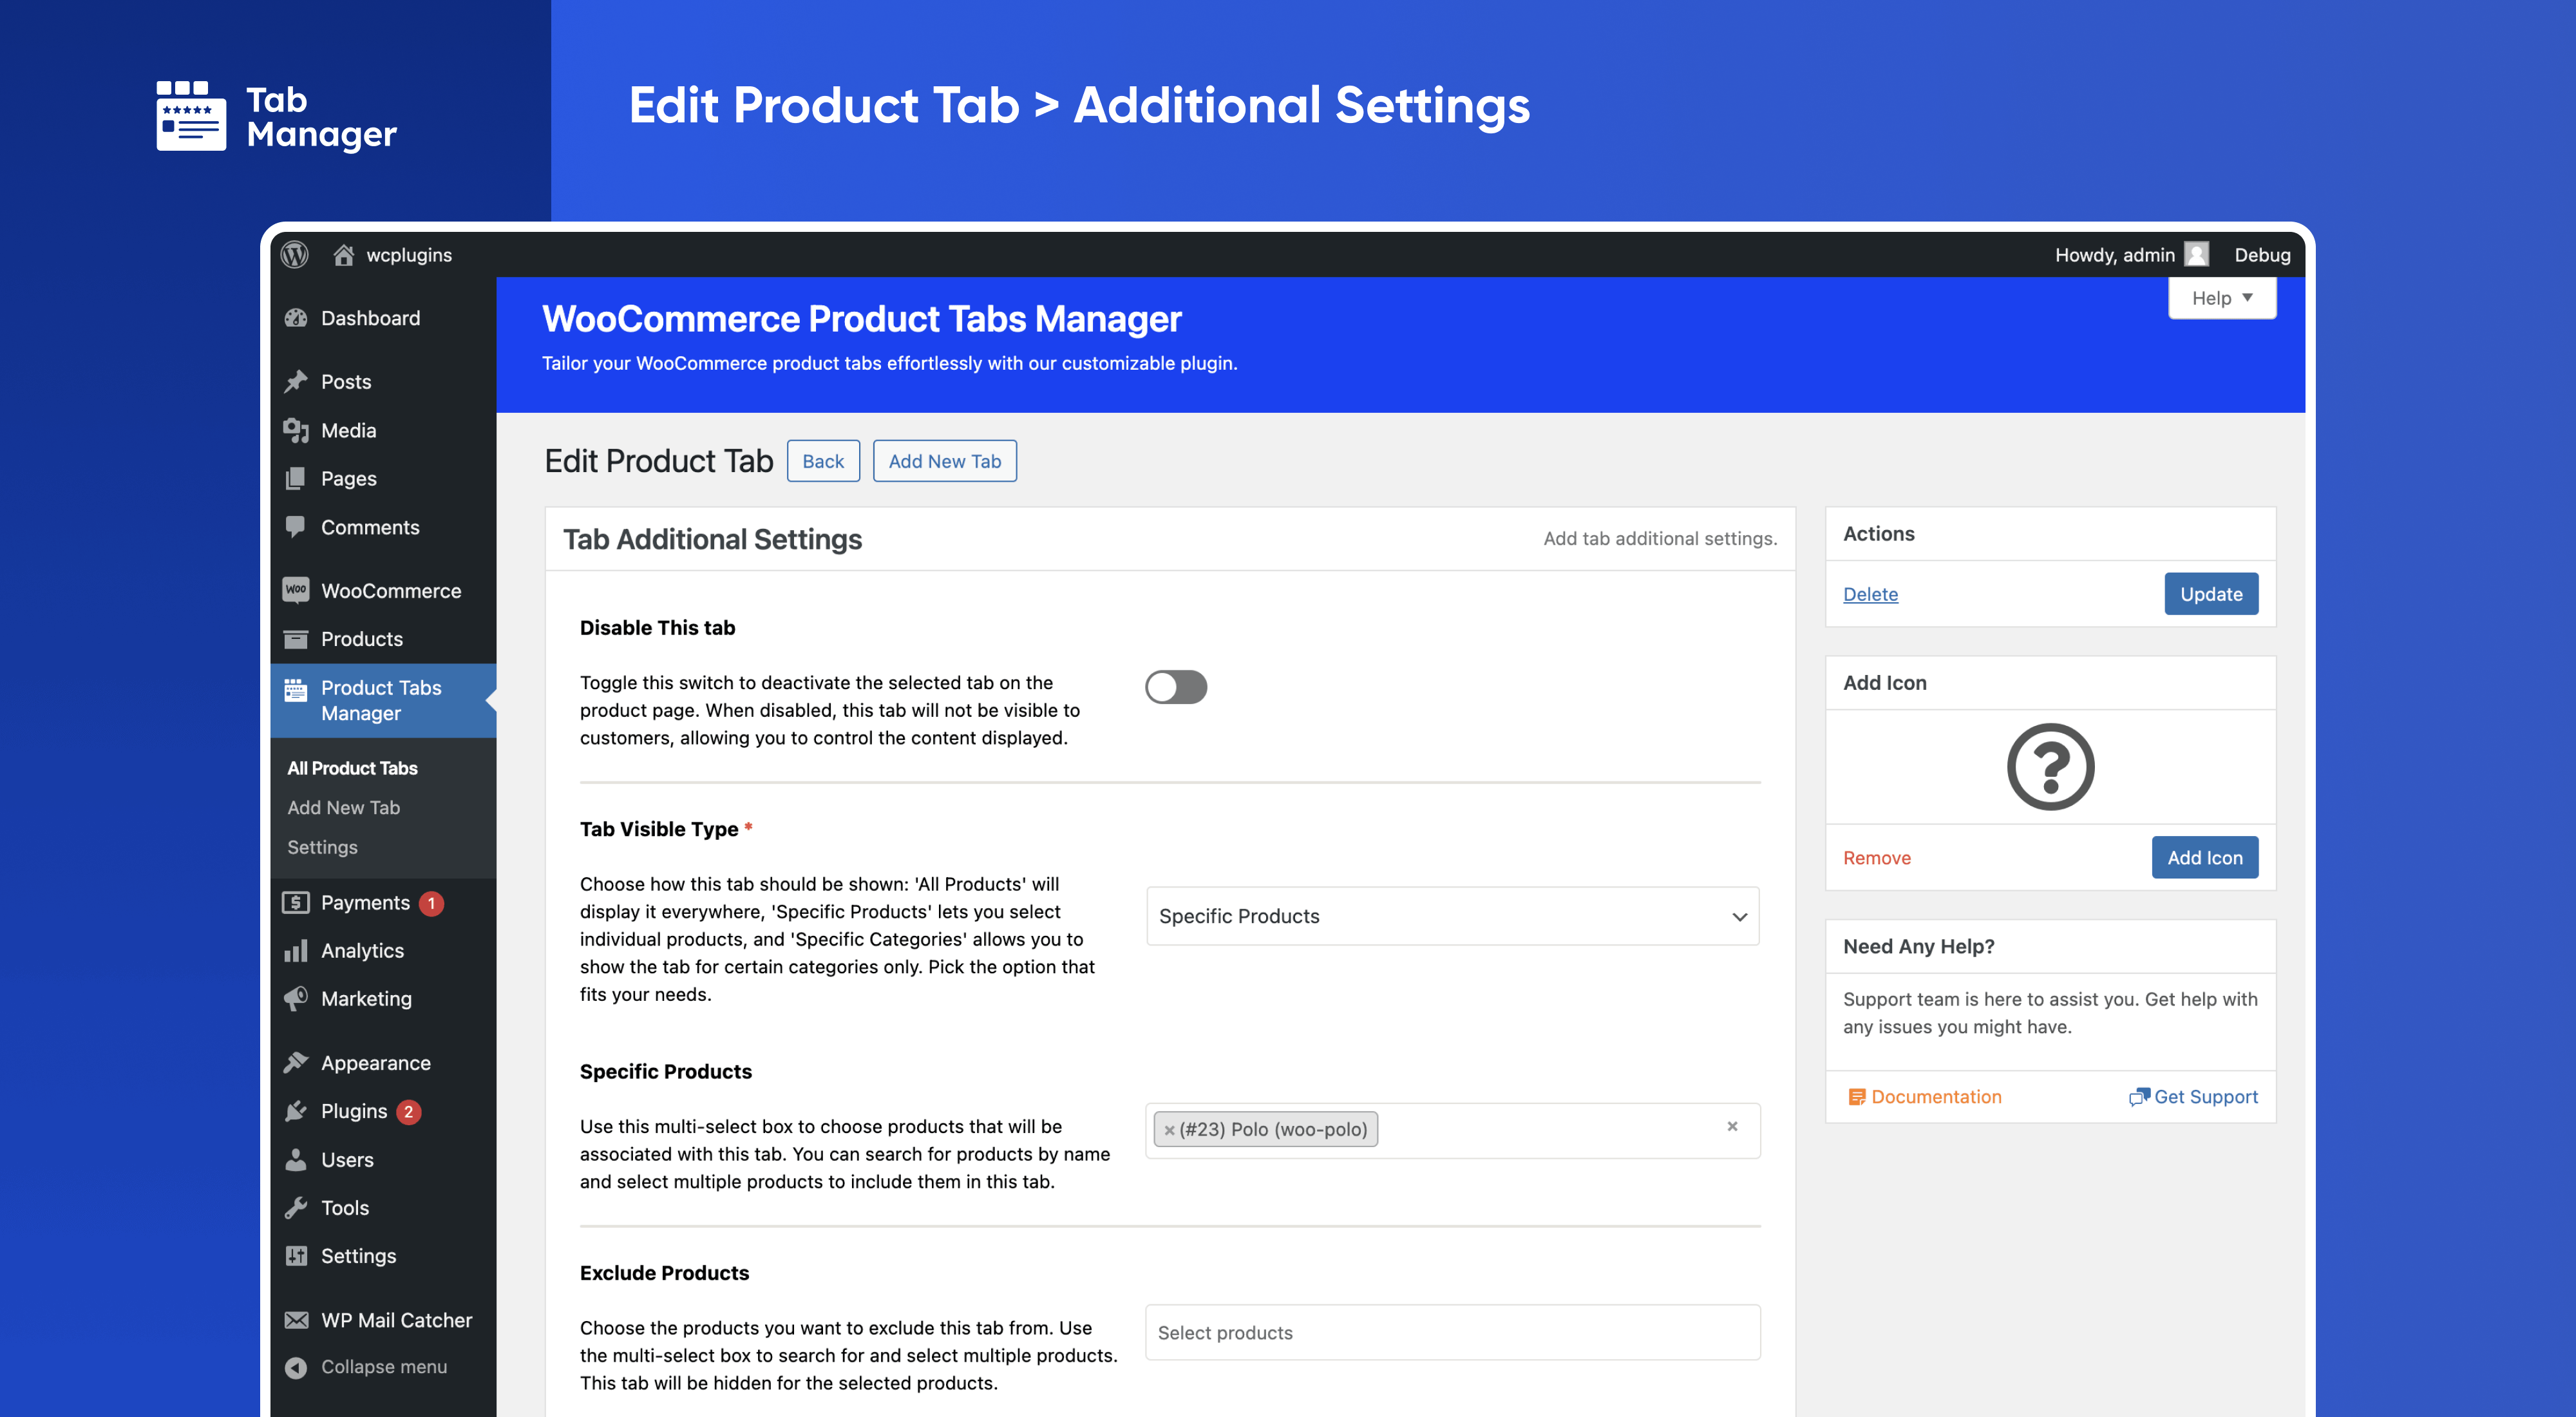 Tab
Manager
Edit Product Tab > Additional Settings
wcplugins
Howdy, admin
Debug
Dashboard
Posts
Media
Pages
Comments
WOO
WooCommerce
Products
Product Tabs
Manager
All Product Tabs
Add New Tab
Settings
Payments 1
Analytics
Marketing
Appearance
Plugins 2
Users
Tools
Settings
WP Mail Catcher
Collapse menu
WooCommerce Product Tabs Manager
Tailor your WooCommerce product tabs effortlessly with our customizable plugin.
Help
Edit Product Tab
Back
Add New Tab
Tab Additional Settings
Add tab additional settings.
Disable This tab
Toggle this switch to deactivate the selected tab on the
product page. When disabled, this tab will not be visible to
customers, allowing you to control the content displayed.
Tab Visible Type *
Choose how this tab should be shown: 'All Products' will
display it everywhere, 'Specific Products' lets you select
individual products, and 'Specific Categories' allows you to
show the tab for certain categories only. Pick the option that
fits your needs.
Specific Products
Specific Products
Use this multi-select box to choose products that will be
associated with this tab. You can search for products by name
and select multiple products to include them in this tab.
× (#23) Polo (woo-polo)
×
Exclude Products
Choose the products you want to exclude this tab from. Use
the multi-select box to search for and select multiple products.
This tab will be hidden for the selected products.
Select products
Actions
Delete
Update
Add Icon
?
Remove
Add Icon
Need Any Help?
Support team is here to assist you. Get help with
any issues you might have.
Documentation
Get Support